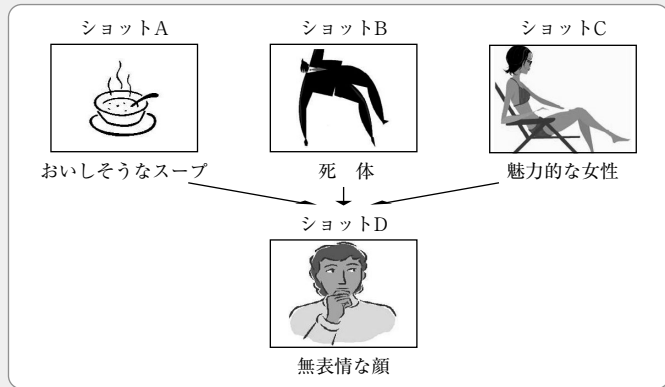 ショットA
ショットB
ショットC
おいしそうなスープ
死 体
魅力的な女性
ショットD
無表情な顔